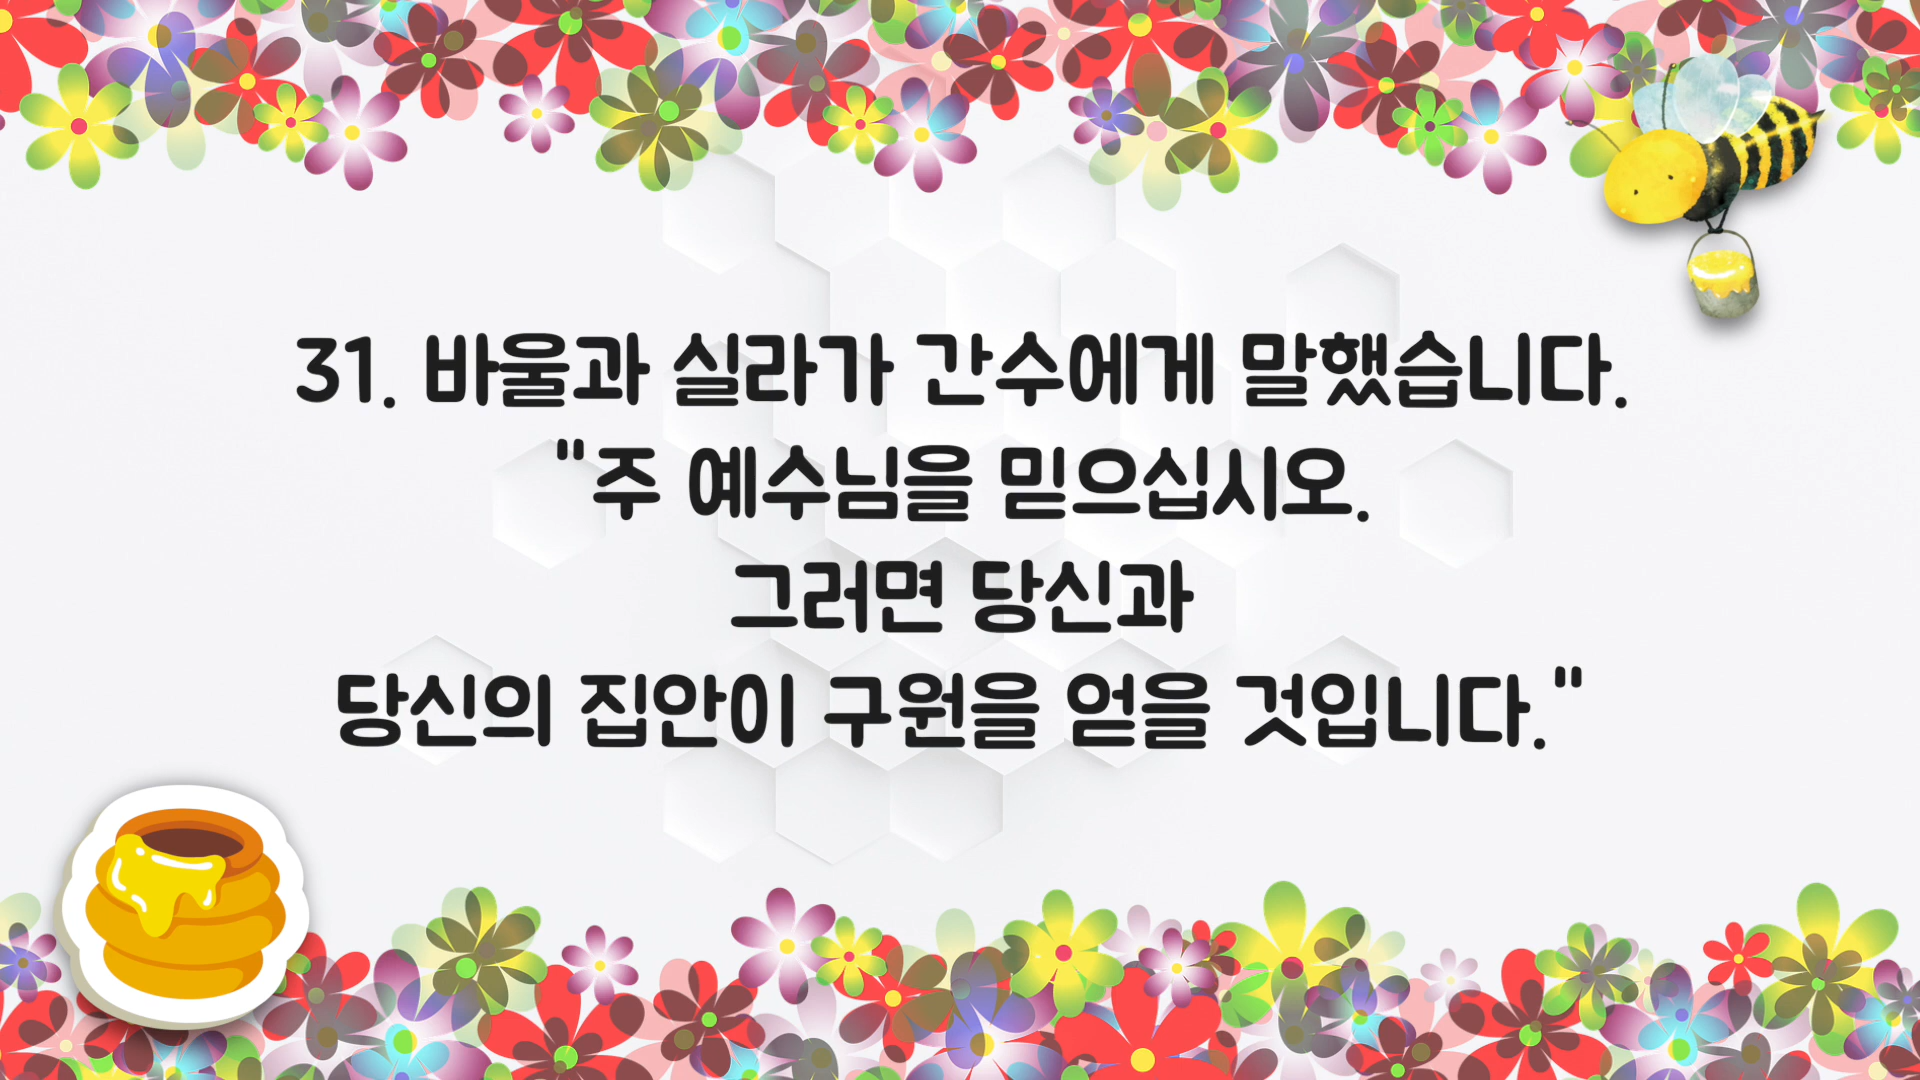 31. 바울과 실라가 간수에게 말했습니다.
"주 예수님을 믿으십시오.
그러면 당신과
당신의 집안이 구원을 얻을 것입니다."